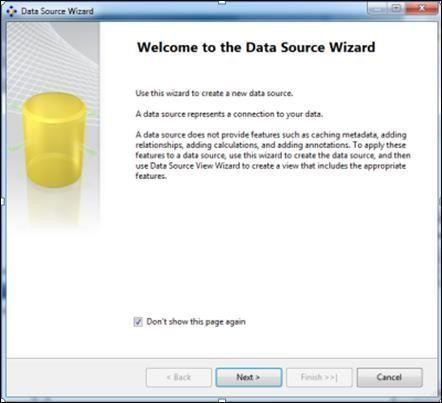 Data Source Wizard
Welcome to the Data Source Wizard
Use this wizard to create a new data source.
A data source represents a connection to your data.
A data source does not provide features such as caching metadata, adding
relationships, adding calculations, and adding annotations. To apply these
features to a data source, use this wizard to create the data source, and then
use Data Source View Wizard to create a view that includes the appropriate
features.
Don't show this page again
< Back
Next >
Finish >>|
Cancel